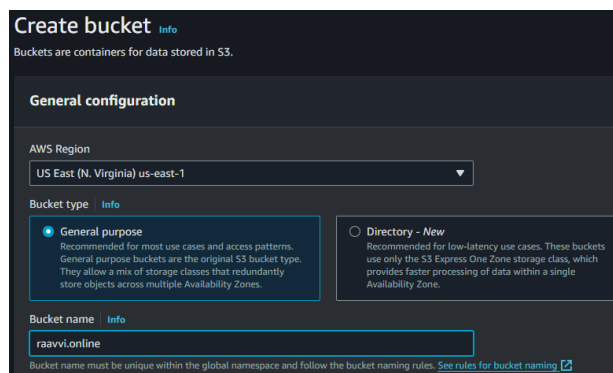 Create bucket Info
Buckets are containers for data stored in S3.
General configuration
AWS Region
US East (N. Virginia) us-east-1
Bucket type Info
General purpose
Recommended for most use cases and access patterns.
General purpose buckets are the original S3 bucket type.
They allow a mix of storage classes that redundantly
store objects across multiple Availability Zones.
Directory - New
Recommended for low-latency use cases. These buckets
use only the S3 Express One Zone storage class, which
provides faster processing of data within a single
Availability Zone.
Bucket name Info
raavvi.online
Bucket name must be unique within the global namespace and follow the bucket naming rules. See rules for bucket naming